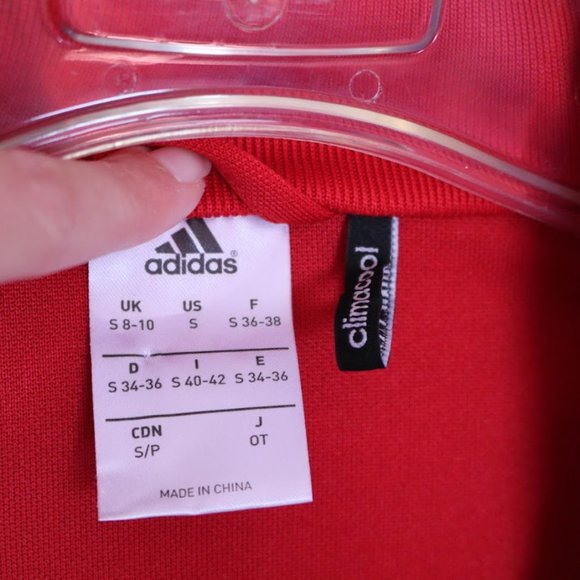 adidas®
UK US F
S 8-10 S S 36-38
D I E
S 34-36 S 40-42 S 34-36
CDN J
S/P OT
MADE IN CHINA
climacool